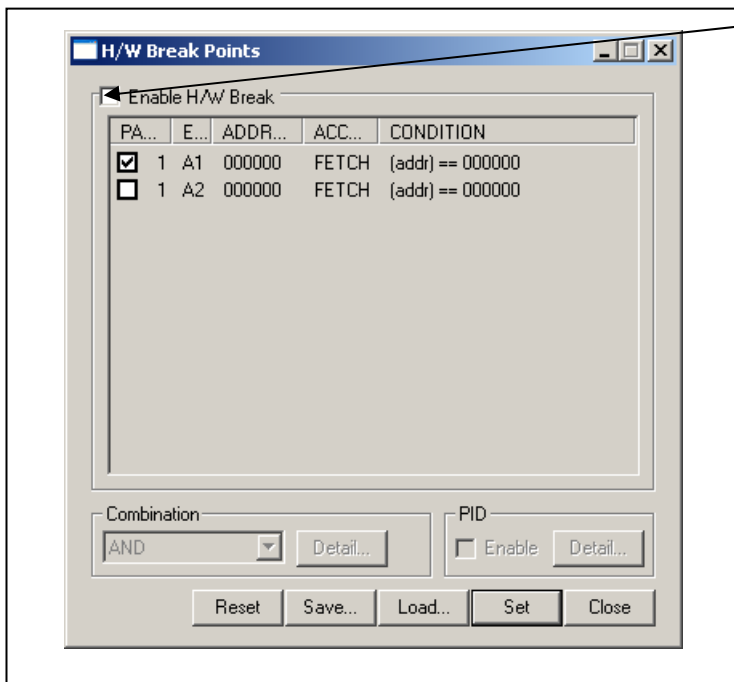 H/W Break Points
Enable H/W Break
PA... E... ADDR... ACC... CONDITION
1 A1 000000 FETCH (addr) == 000000
1 A2 000000 FETCH (addr) == 000000
Combination PID
AND Detail... Enable Detail...
Reset Save... Load... Set Close